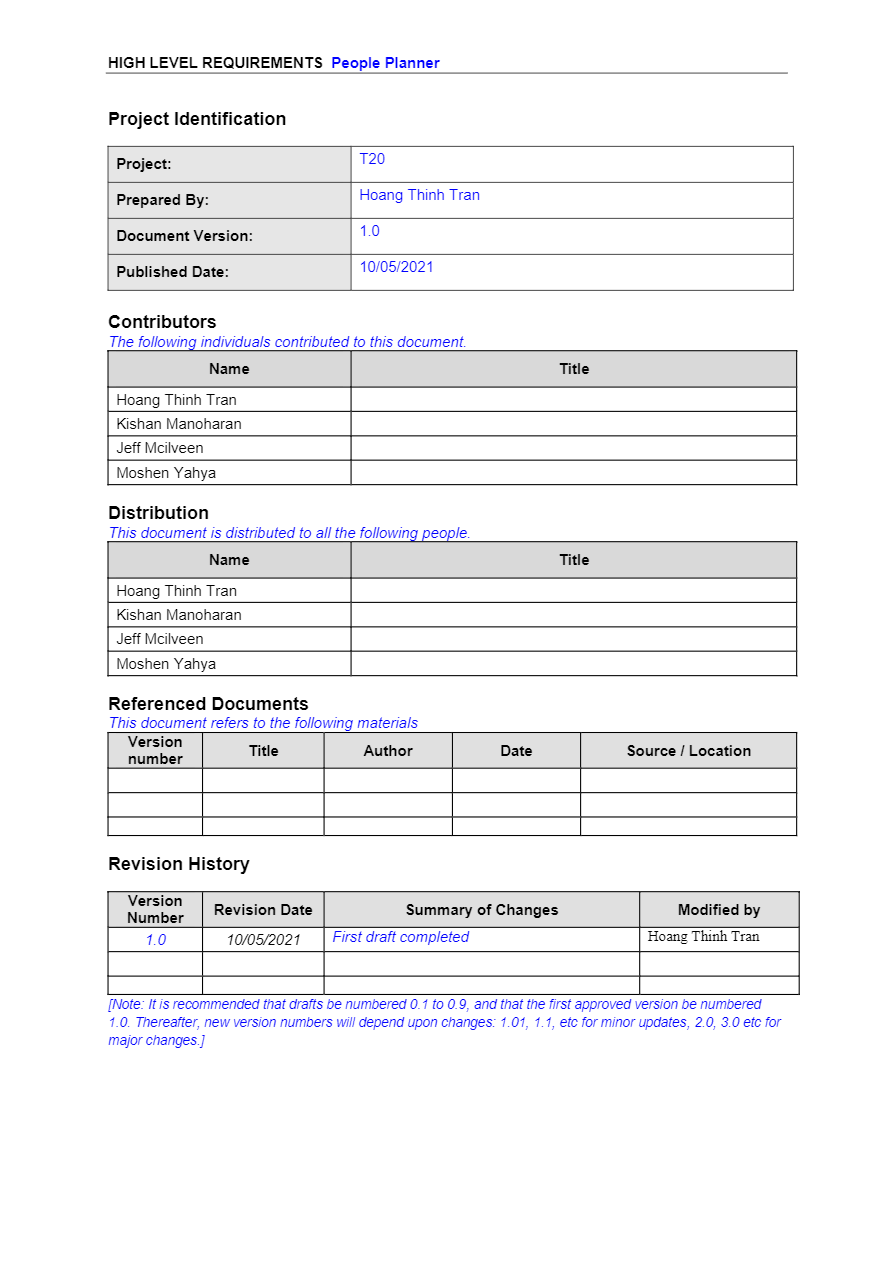 HIGH LEVEL REQUIREMENTS People Planner
Project Identification
Project: T20
Prepared By: Hoang Thinh Tran
Document Version: 1.0
Published Date: 10/05/2021
Contributors
The following individuals contributed to this document.
Name Title
Hoang Thinh Tran
Kishan Manoharan
Jeff Mcilveen
Moshen Yahya
Distribution
This document is distributed to all the following people.
Name Title
Hoang Thinh Tran
Kishan Manoharan
Jeff Mcilveen
Moshen Yahya
Referenced Documents
This document refers to the following materials
Version number Title Author Date Source / Location
Revision History
Version Number Revision Date Summary of Changes Modified by
1.0 10/05/2021 First draft completed Hoang Thinh Tran
[Note: It is recommended that drafts be numbered 0.1 to 0.9, and that the first approved version be numbered
1.0. Thereafter, new version numbers will depend upon changes: 1.01, 1.1, etc for minor updates, 2.0, 3.0 etc for
major changes.]